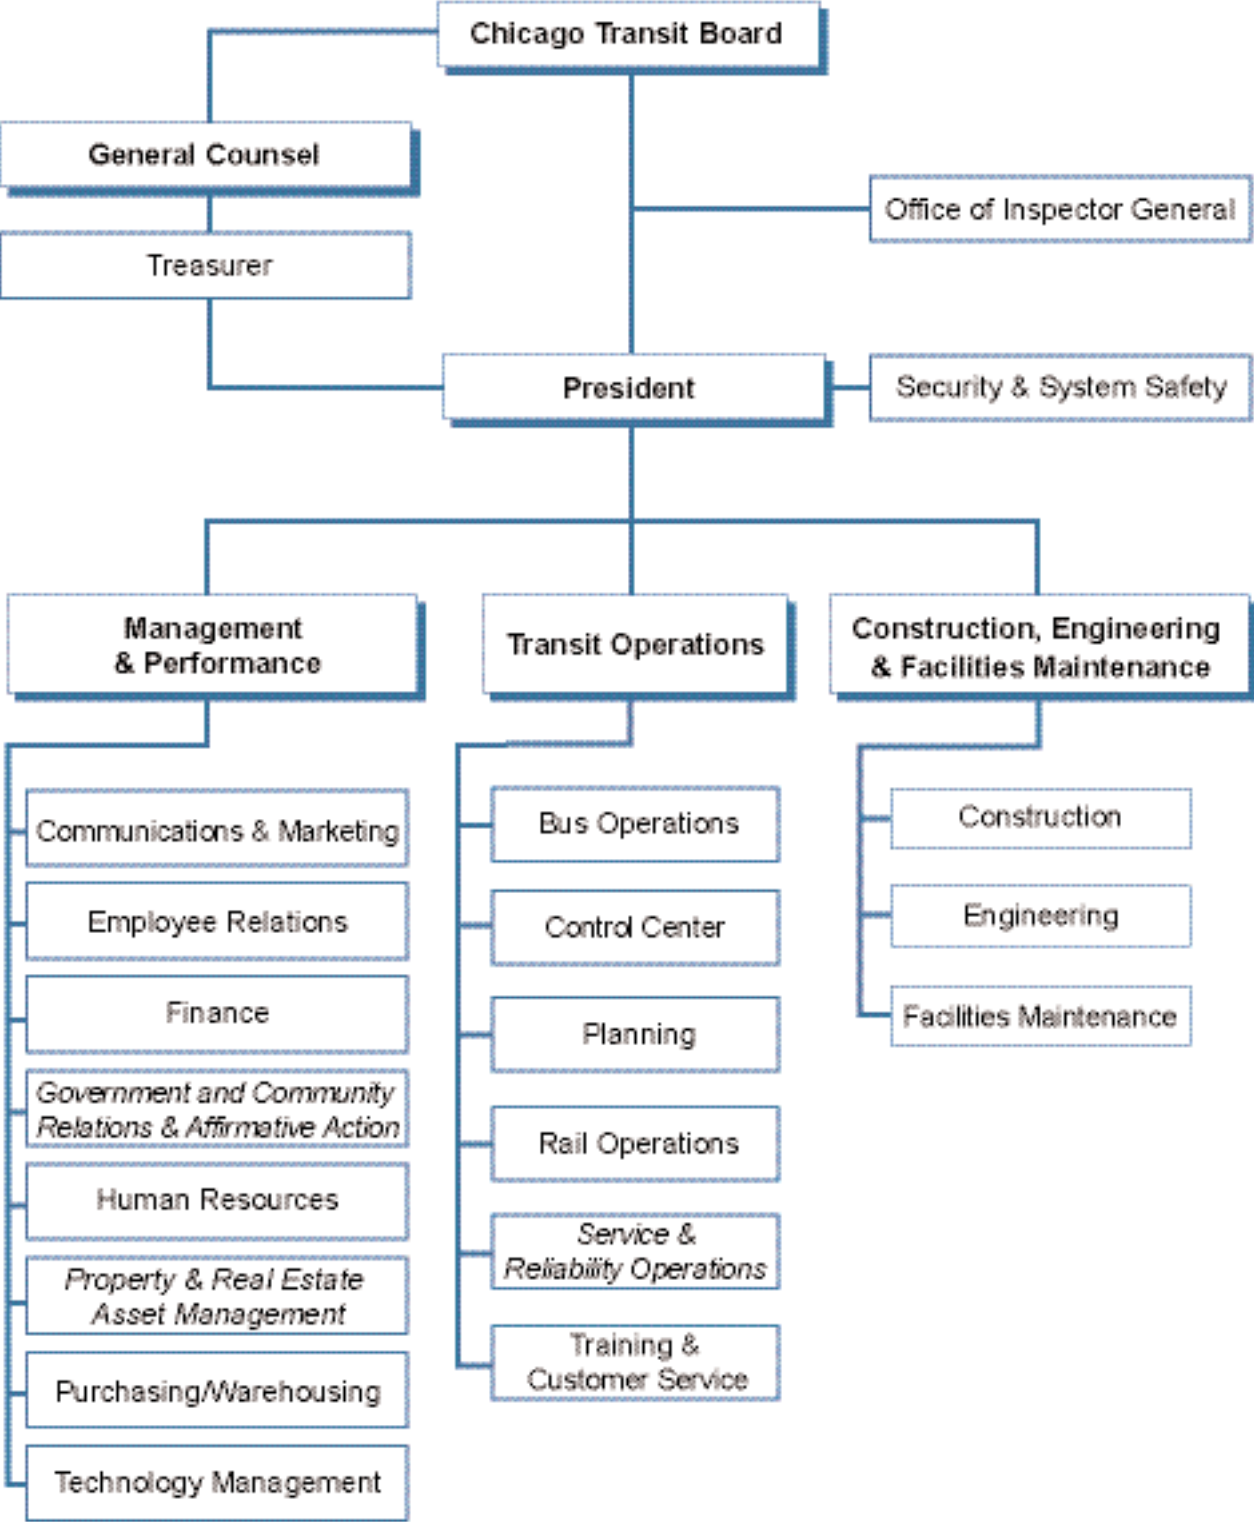 Chicago Transit Board
General Counsel
Office of Inspector General
Treasurer
President
Security & System Safety
Management
& Performance
Transit Operations
Construction, Engineering
& Facilities Maintenance
Communications & Marketing
Employee Relations
Finance
Government and Community
Relations & Affirmative Action
Human Resources
Property & Real Estate
Asset Management
Purchasing/Warehousing
Technology Management
Bus Operations
Control Center
Planning
Rail Operations
Service &
Reliability Operations
Training &
Customer Service
Construction
Engineering
Facilities Maintenance